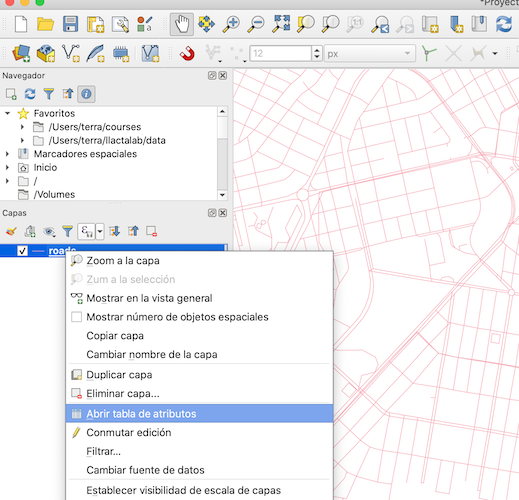 *Proyect
12
px
Navegador
Favoritos
/Users/terra/courses
/Users/terra/llactalab/data
Marcadores espaciales
Inicio
/
/Volumes
Capas
roads
Zoom a la capa
Zum a la selección
Mostrar en la vista general
Mostrar número de objetos espaciales
Copiar capa
Cambiar nombre de la capa
Duplicar capa
Eliminar capa...
Abrir tabla de atributos
Conmutar edición
Filtrar...
Cambiar fuente de datos
Establecer visibilidad de escala de capas